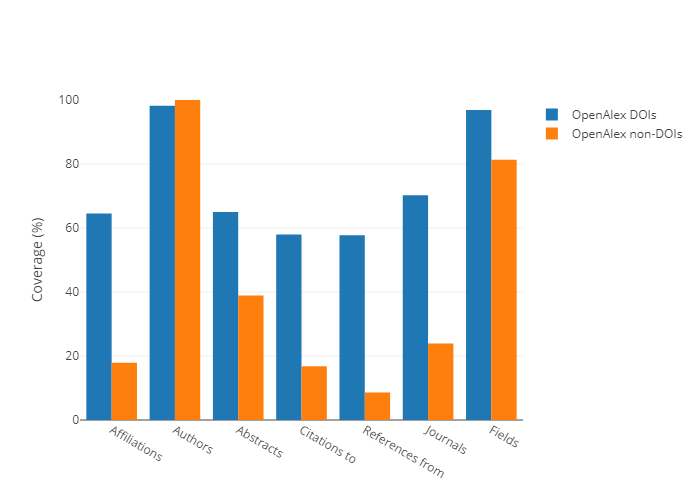 100
80
60
40
20
0
Coverage (%)
Affiliations
Authors
Abstracts
Citations to
References from
Journals
Fields
OpenAlex DOIs
OpenAlex non-DOIs